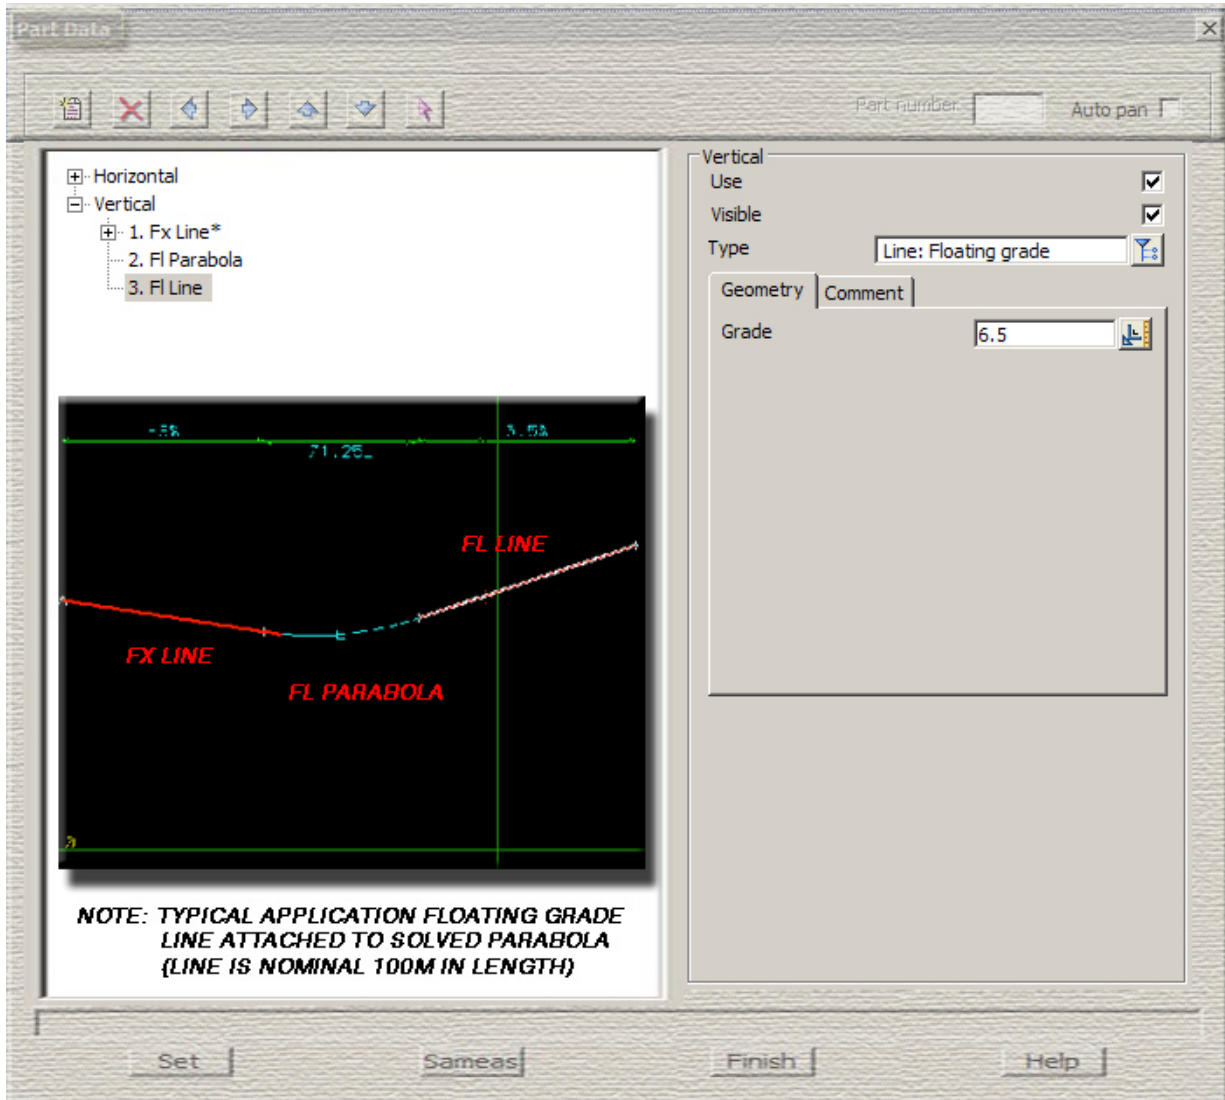 Part Data
Part number
Auto pan
Horizontal
Vertical
1. Fx Line*
2. Fl Parabola
3. Fl Line
71.25
FL LINE
FX LINE
FL PARABOLA
NOTE: TYPICAL APPLICATION FLOATING GRADE
LINE ATTACHED TO SOLVED PARABOLA
(LINE IS NOMINAL 100M IN LENGTH)
Vertical
Use
Visible
Type
Line: Floating grade
Geometry
Comment
Grade
6.5
Set
Sameas
Finish
Help